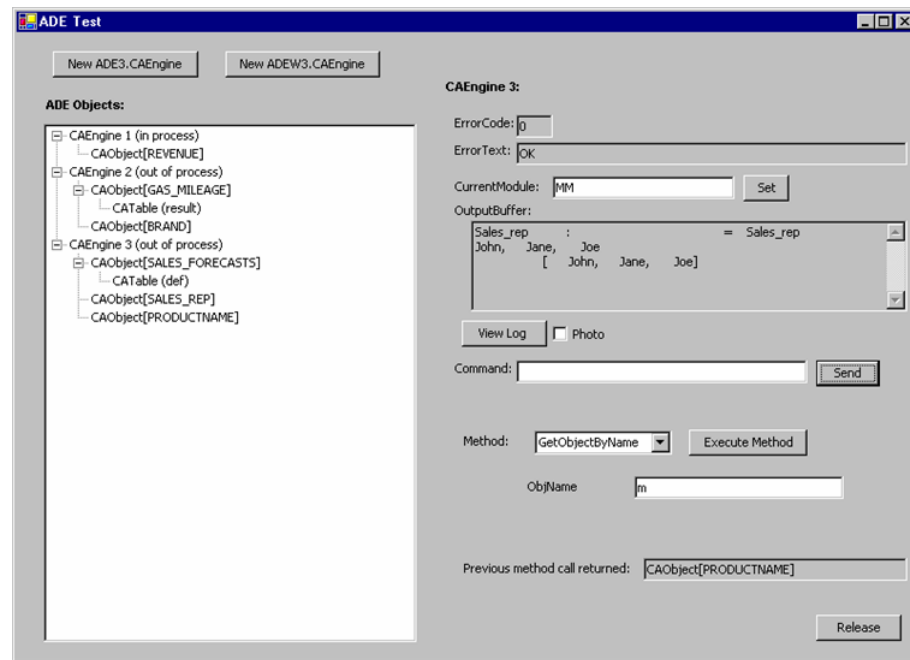 ADE Test
New ADE3.CAEngine
New ADEW3.CAEngine
ADE Objects:
CAEngine 1 (in process)
CAObject[REVENUE]
CAEngine 2 (out of process)
CAObject[GAS_MILEAGE]
CATable (result)
CAObject[BRAND]
CAEngine 3 (out of process)
CAObject[SALES_FORECASTS]
CATable (def)
CAObject[SALES_REP]
CAObject[PRODUCTNAME]
CAEngine 3:
ErrorCode: 0
ErrorText: OK
CurrentModule: MM Set
OutputBuffer:
Sales_rep : = Sales_rep
John, Jane, Joe
[ John, Jane, Joe]
View Log Photo
Command: Send
Method: GetObjectByName Execute Method
ObjName m
Previous method call returned: CAObject[PRODUCTNAME]
Release